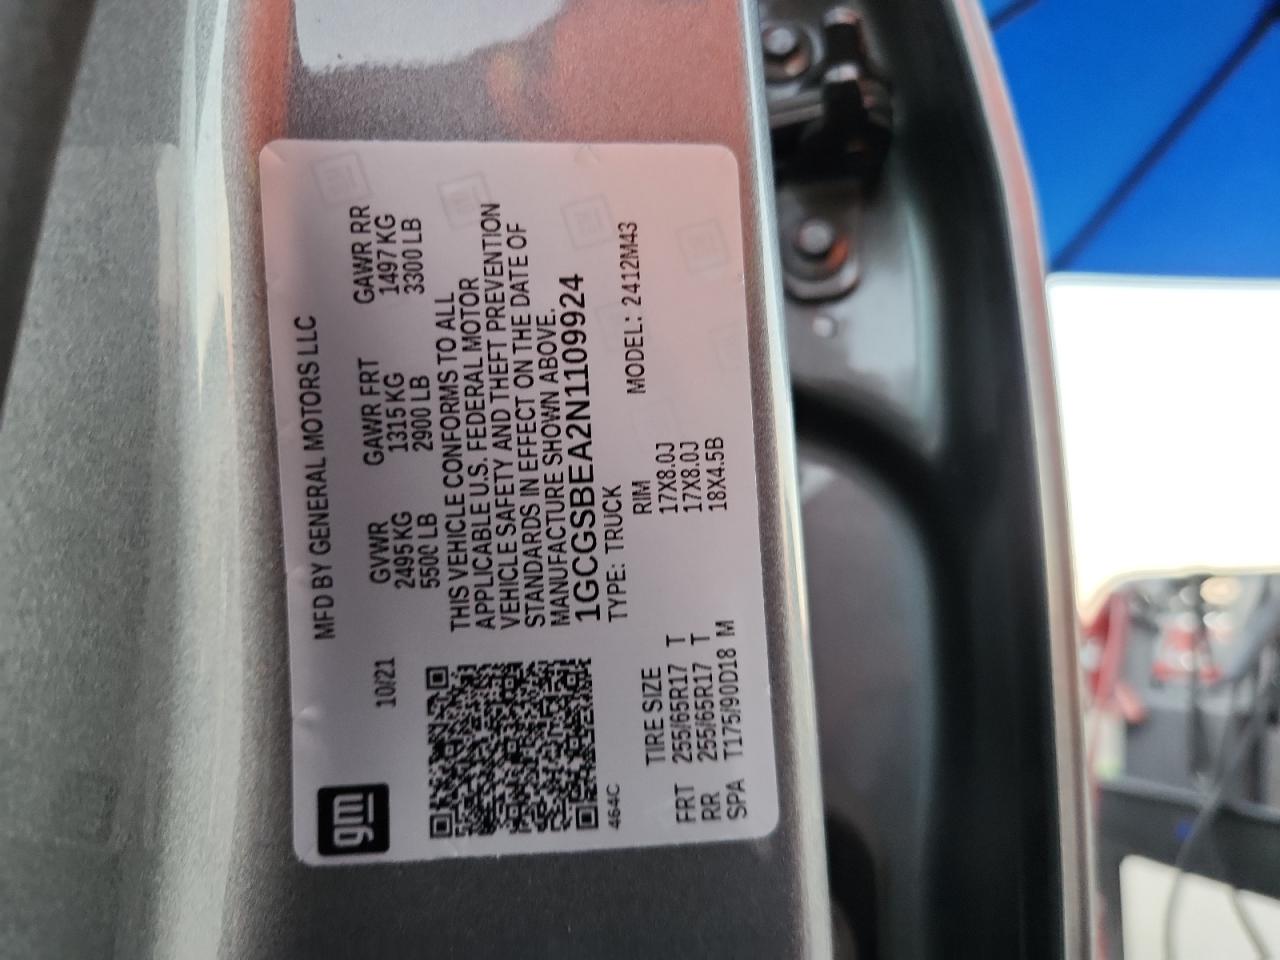 gm
MFD BY GENERAL MOTORS LLC
10/21
GVWR GAWR FRT GAWR RR
2495KG 1315 KG 1497 KG
5500 LB 2900 LB 3300 LB
THIS VEHICLE CONFORMS TO ALL
APPLICABLE U.S. FEDERAL MOTOR
VEHICLE SAFETY AND THEFT PREVENTION
STANDARDS IN EFFECT ON THE DATE OF
MANUFACTURE SHOWN ABOVE.
1GCGSBEA2N1109924
464C TYPE: TRUCK MODEL: 2412M43
TIRE SIZE RIM
FRT 255/65R17 T 17X8.0J
RR 255/65R17 T 17X8.0J
SPA T175/90D18 M 18X4.5B